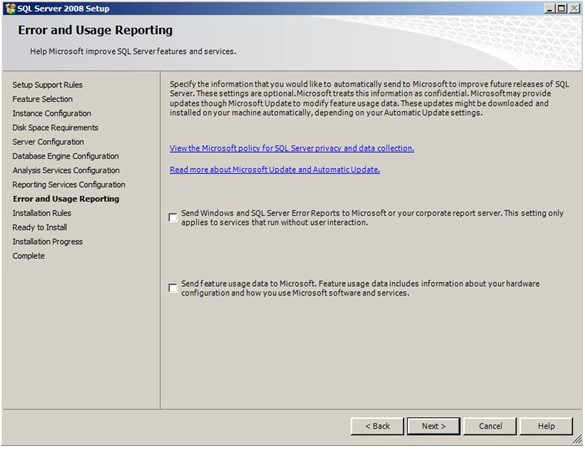 SQL Server 2008 Setup
Error and Usage Reporting
Help Microsoft improve SQL Server features and services.
Setup Support Rules
Feature Selection
Instance Configuration
Disk Space Requirements
Server Configuration
Database Engine Configuration
Analysis Services Configuration
Reporting Services Configuration
Error and Usage Reporting
Installation Rules
Ready to Install
Installation Progress
Complete
Specify the information that you would like to automatically send to Microsoft to improve future releases of SQL
Server. These settings are optional. Microsoft treats this information as confidential. Microsoft may provide
updates though Microsoft Update to modify feature usage data. These updates might be downloaded and
installed on your machine automatically, depending on your Automatic Update settings.
View the Microsoft policy for SQL Server privacy and data collection.
Read more about Microsoft Update and Automatic Update.
Send Windows and SQL Server Error Reports to Microsoft or your corporate report server. This setting only
applies to services that run without user interaction.
Send feature usage data to Microsoft. Feature usage data includes information about your hardware
configuration and how you use Microsoft software and services.
< Back
Next >
Cancel
Help